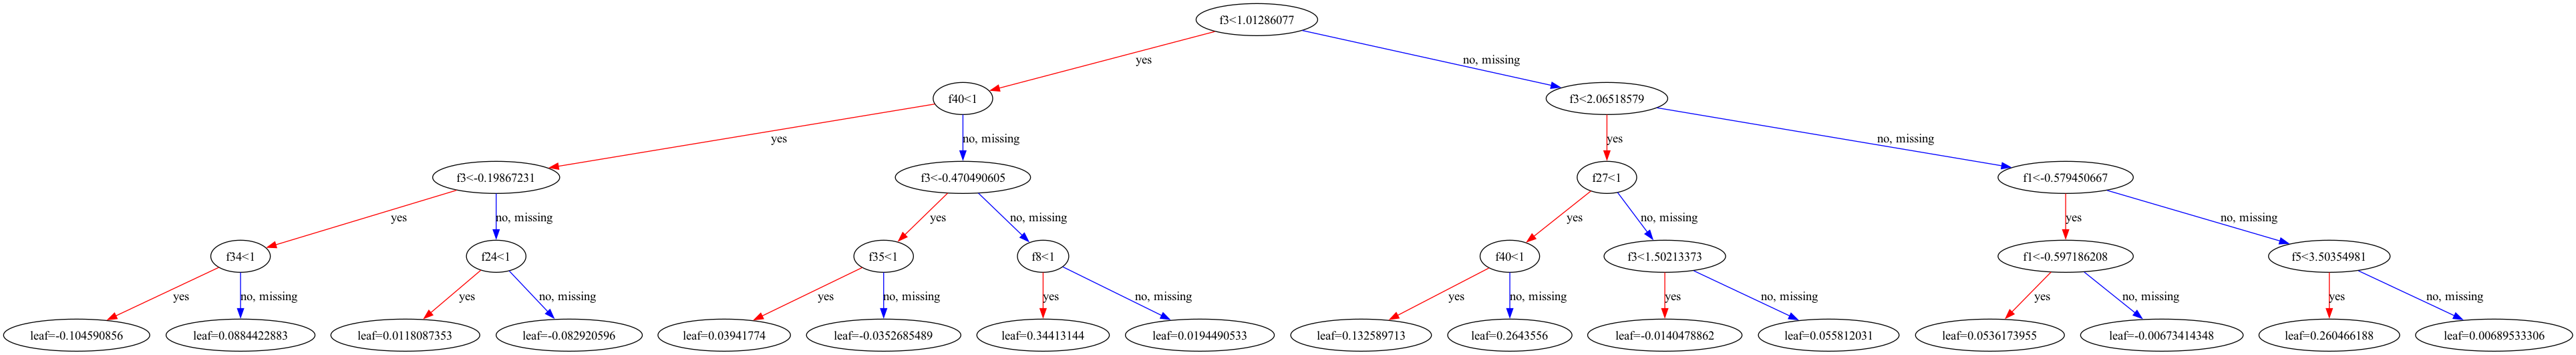 f3<1.01286077
yes
no, missing
f40<1
f3<2.06518579
yes
no, missing
yes
no, missing
f3<-0.19867231
f3<-0.470490605
f27<1
f1<-0.579450667
yes
no, missing
yes
no, missing
yes
no, missing
yes
no, missing
f34<1
f24<1
f35<1
f8<1
f40<1
f3<1.50213373
f1<-0.597186208
f5<3.50354981
yes
no, missing
yes
no, missing
yes
no, missing
yes
no, missing
yes
no, missing
yes
no, missing
yes
no, missing
yes
no, missing
leaf=-0.104590856
leaf=0.0884422883
leaf=0.0118087353
leaf=-0.082920596
leaf=0.03941774
leaf=-0.0352685489
leaf=0.34413144
leaf=0.0194490533
leaf=0.132589713
leaf=0.2643556
leaf=-0.0140478862
leaf=0.055812031
leaf=0.0536173955
leaf=-0.00673414348
leaf=0.260466188
leaf=0.00689533306